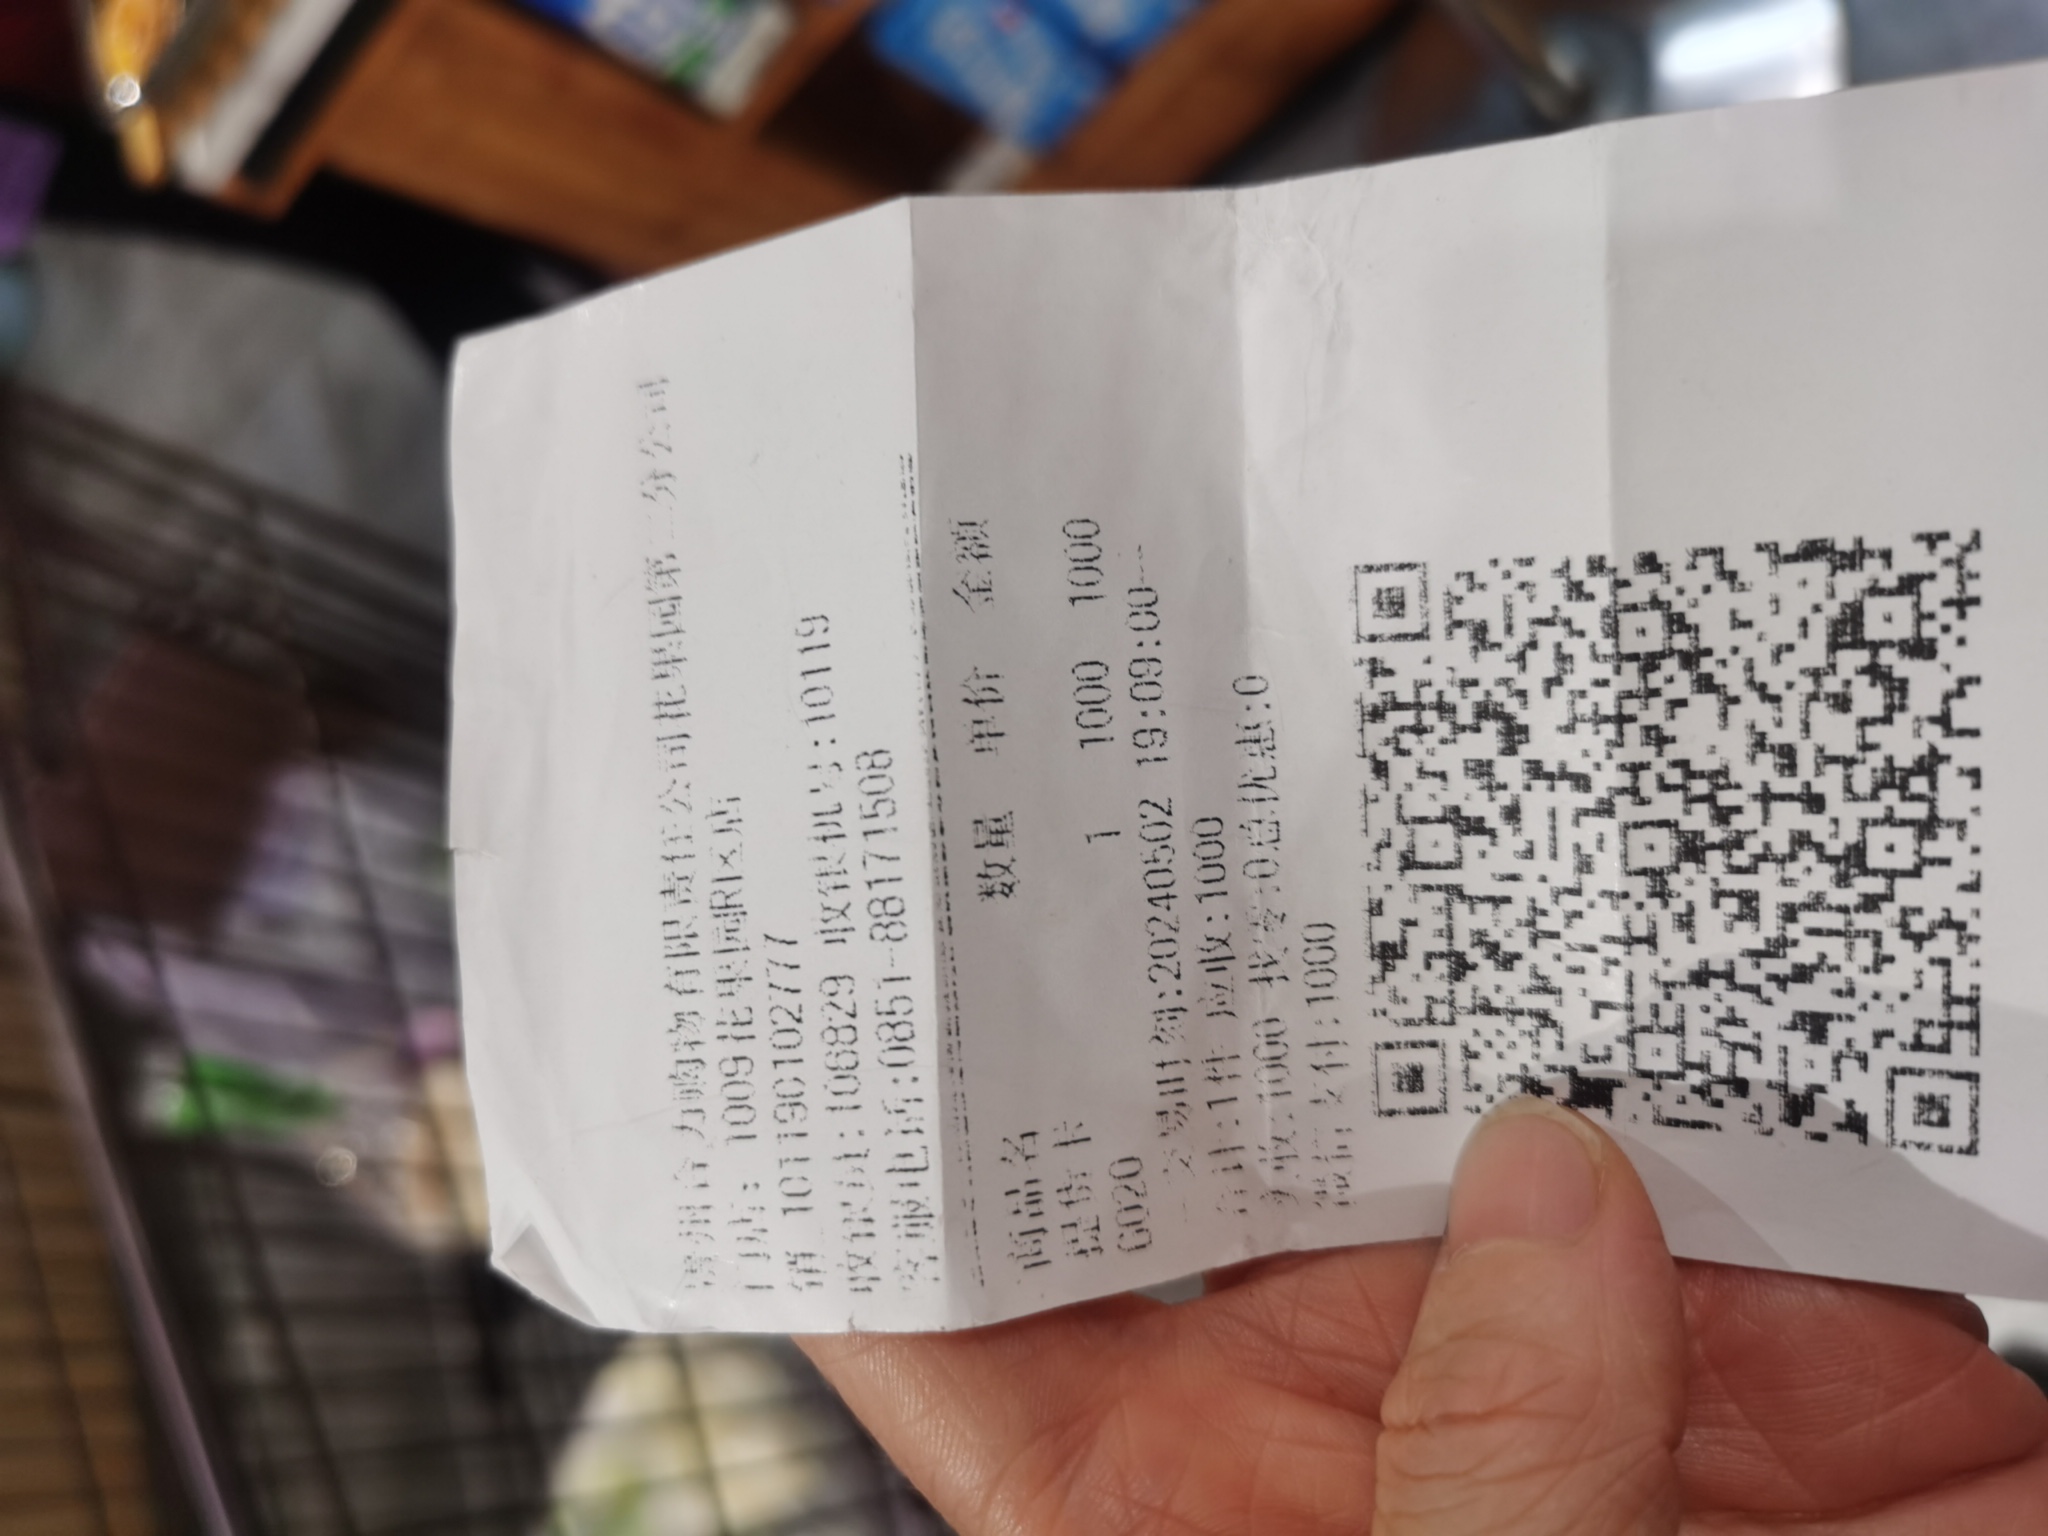 贵州合力购物有限责任公司花果园第二分公司
门店: 1009花果园R区店
销 101190102777
收银员:106829 收银机号:10119
客服电话:0851-88171508
商品名 数量 单价 金额
提货卡 1 1000 1000
6020
---交易时刻:20240502 19:09:00---
合计:1件 应收:1000
实收:1000 找零:0总优惠:0
微信支付:1000